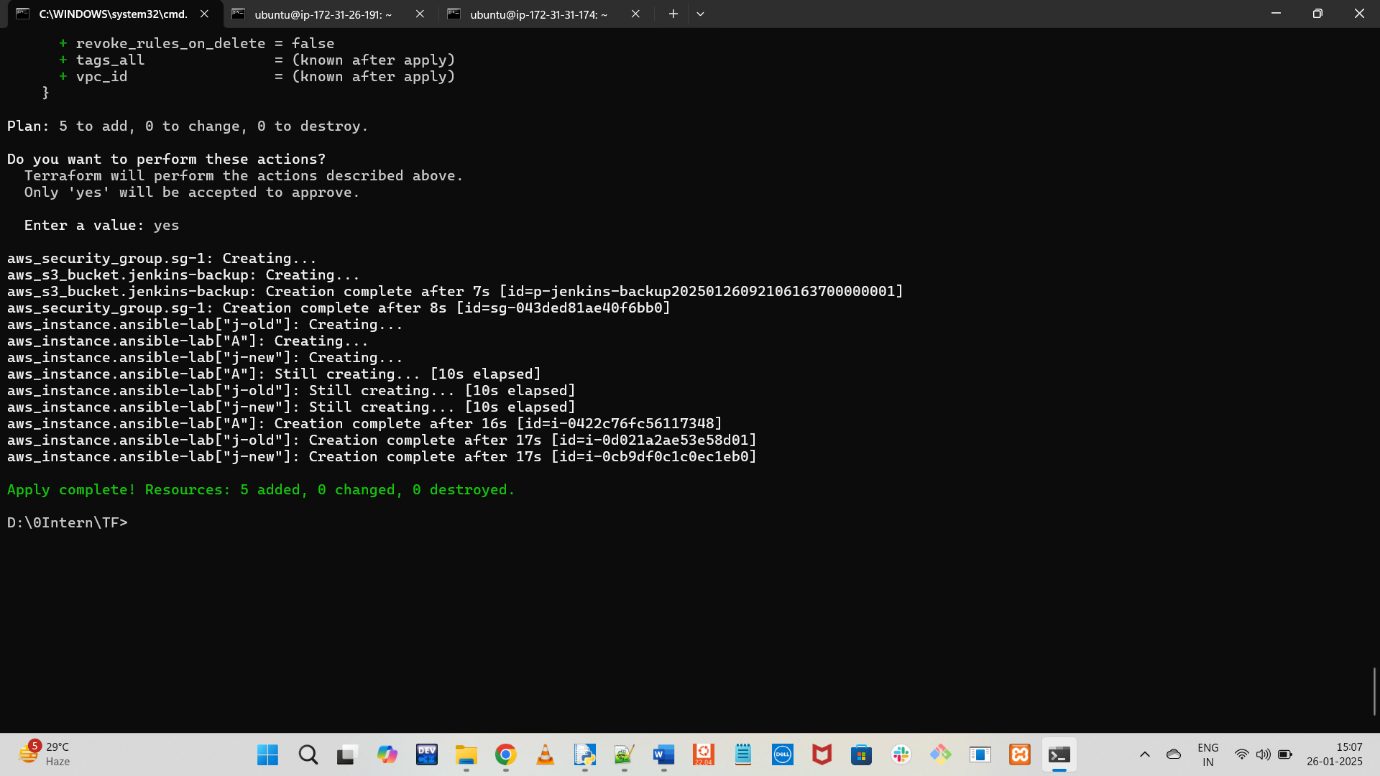 C:\WINDOWS\system32\cmd.
ubuntu@ip-172-31-26-191: ~
ubuntu@ip-172-31-31-174: ~
+ revoke_rules_on_delete = false
+ tags_all = (known after apply)
+ vpc_id = (known after apply)
}
Plan: 5 to add, 0 to change, 0 to destroy.
Do you want to perform these actions?
Terraform will perform the actions described above.
Only 'yes' will be accepted to approve.
Enter a value: yes
aws_security_group.sg-1: Creating...
aws_s3_bucket.jenkins-backup: Creating...
aws_s3_bucket.jenkins-backup: Creation complete after 7s [id=p-jenkins-backup20250126092106163700000001]
aws_security_group.sg-1: Creation complete after 8s [id=sg-043ded81ae40f6bb0]
aws_instance.ansible-lab["j-old"]: Creating...
aws_instance.ansible-lab["A"]: Creating...
aws_instance.ansible-lab["j-new"]: Creating...
aws_instance.ansible-lab["A"]: Still creating... [10s elapsed]
aws_instance.ansible-lab["j-old"]: Still creating... [10s elapsed]
aws_instance.ansible-lab["j-new"]: Still creating... [10s elapsed]
aws_instance.ansible-lab["A"]: Creation complete after 16s [id=i-0422c76fc56117348]
aws_instance.ansible-lab["j-old"]: Creation complete after 17s [id=i-0d021a2ae53e58d01]
aws_instance.ansible-lab["j-new"]: Creation complete after 17s [id=i-0cb9df0c1c0ec1eb0]
Apply complete! Resources: 5 added, 0 changed, 0 destroyed.
D:\0Intern\TF>
5
29°C
Haze
DEV
W
22.04
DELL
ENG
IN
15:07
26-01-2025